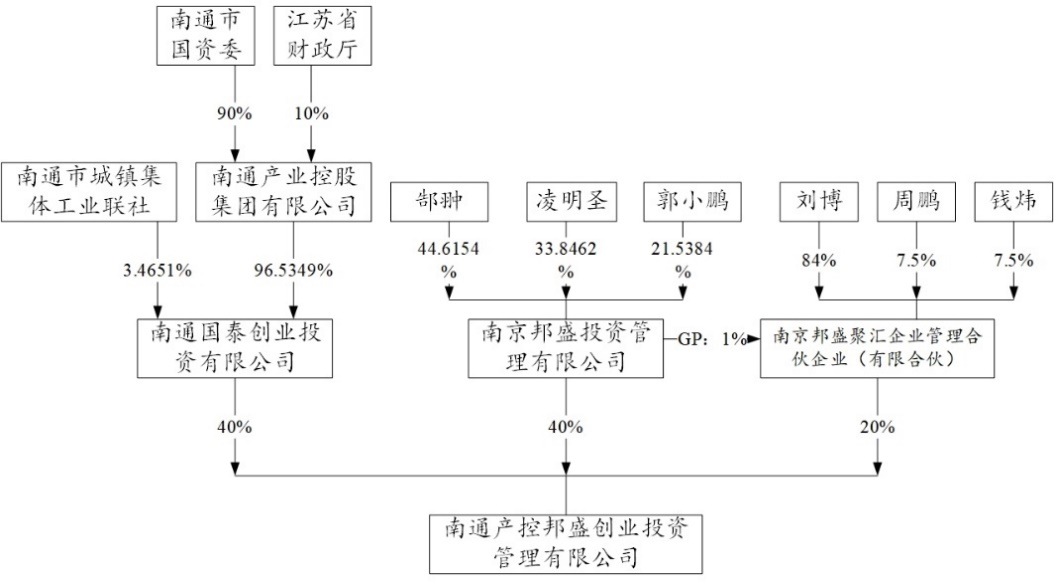 南通市
国资委
江苏省
财政厅
90%
10%
南通市城镇集
体工业联社
南通产业控股
集团有限公司
郜翀
凌明圣
郭小鹏
刘博
周鹏
钱炜
3.4651%
96.5349%
44.6154
%
33.8462
%
21.5384
%
84%
7.5%
7.5%
南通国泰创业投
资有限公司
南京邦盛投资管
理有限公司
GP：1%
南京邦盛聚汇企业管理合
伙企业（有限合伙）
40%
40%
20%
南通产控邦盛创业投资
管理有限公司